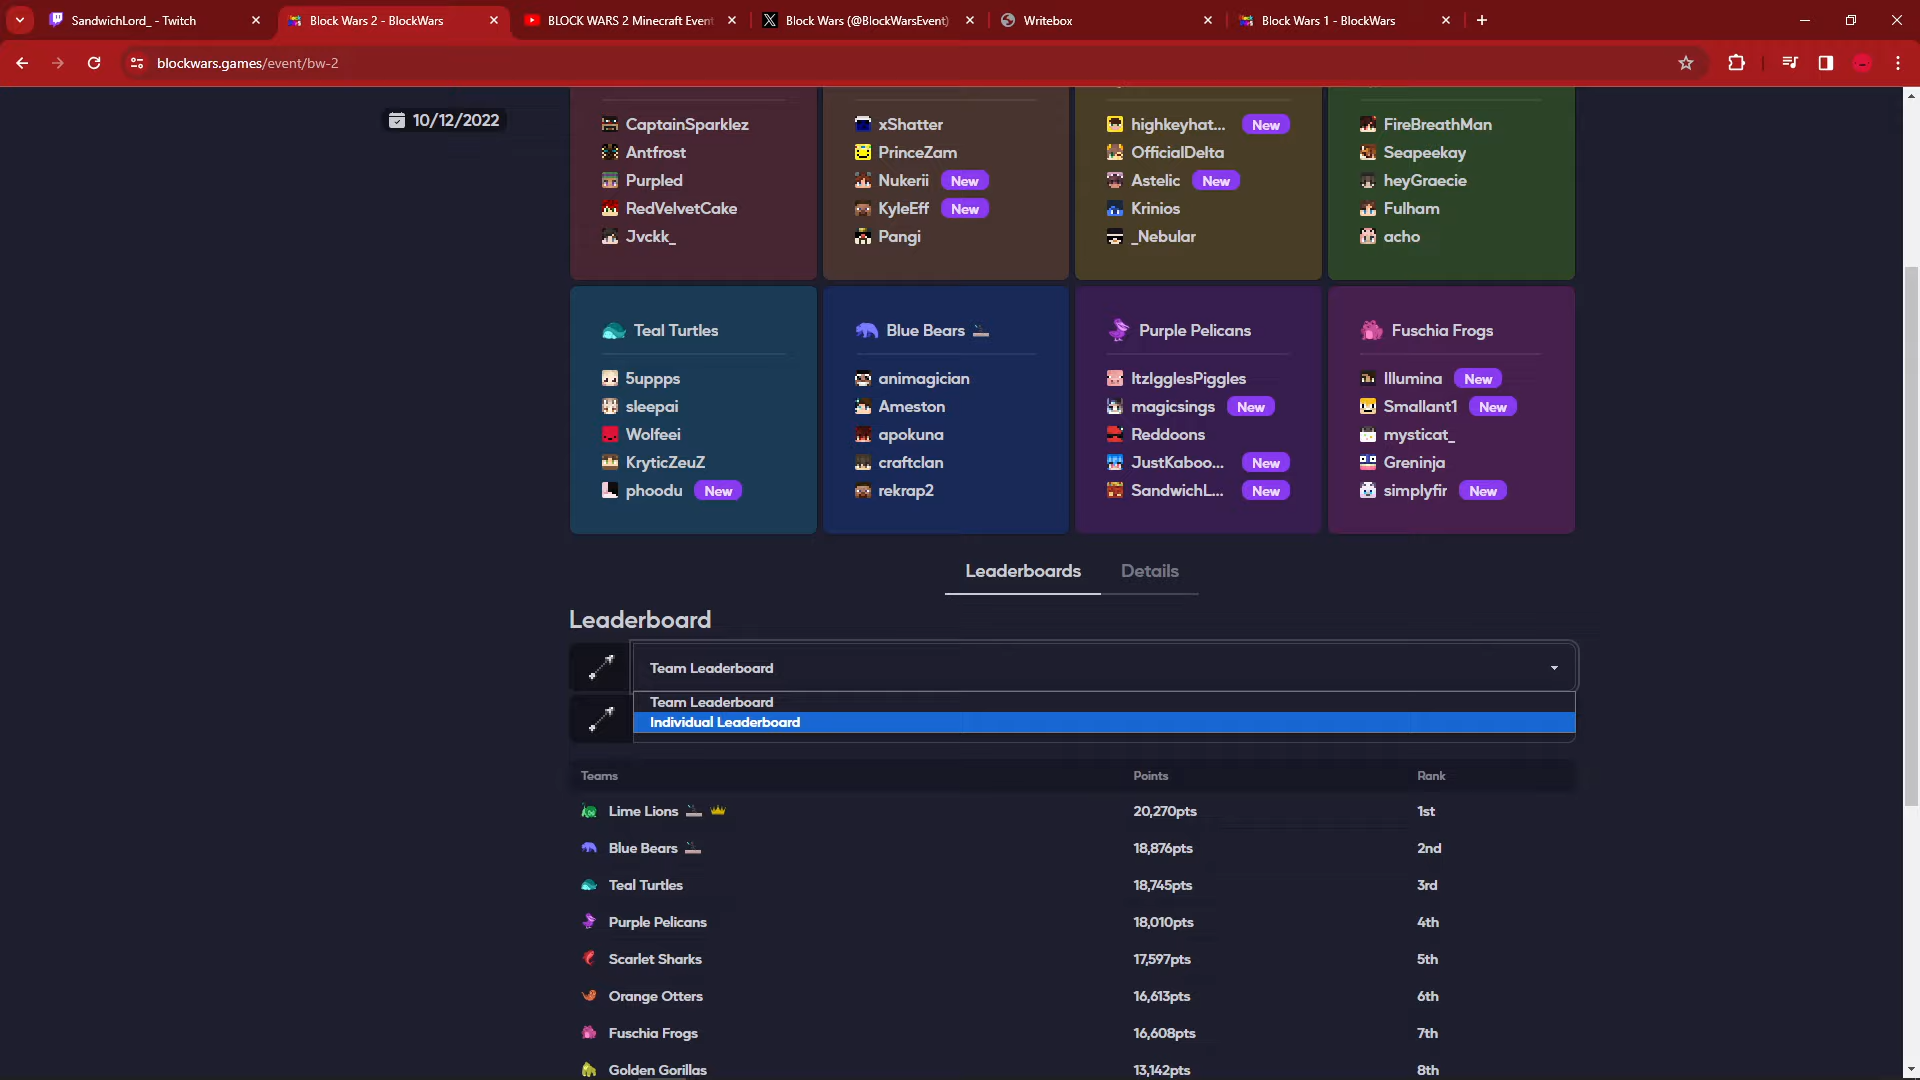 SandwichLord_ - Twitch
Block Wars 2 - BlockWars
BLOCK WARS 2 Minecraft Event
Block Wars (@BlockWarsEvent)
Writebox
Block Wars 1 - BlockWars
blockwars.games/event/bw-2
10/12/2022
CaptainSparklez
Antfrost
Purpled
RedVelvetCake
Jvckk_
xShatter
PrinceZam
Nukerii New
KyleEff New
Pangi
highkeyhat... New
OfficialDelta
Astelic New
Krinios
_Nebular
FireBreathMan
Seapeekay
heyGraecie
Fulham
acho
Teal Turtles
5uppps
sleepai
Wolfeei
KryticZeuZ
phoodu New
Blue Bears
animagician
Ameston
apokuna
craftclan
rekrap2
Purple Pelicans
ItzIgglesPiggles
magicsings New
Reddoons
JustKaboo... New
SandwichL... New
Fuschia Frogs
Illumina New
Smallant1 New
mysticat_
Greninja
simplyfir New
Leaderboards Details
Leaderboard
Team Leaderboard
Team Leaderboard
Individual Leaderboard
Teams Points Rank
Lime Lions 20,270pts 1st
Blue Bears 18,876pts 2nd
Teal Turtles 18,745pts 3rd
Purple Pelicans 18,010pts 4th
Scarlet Sharks 17,597pts 5th
Orange Otters 16,613pts 6th
Fuschia Frogs 16,608pts 7th
Golden Gorillas 13,142pts 8th